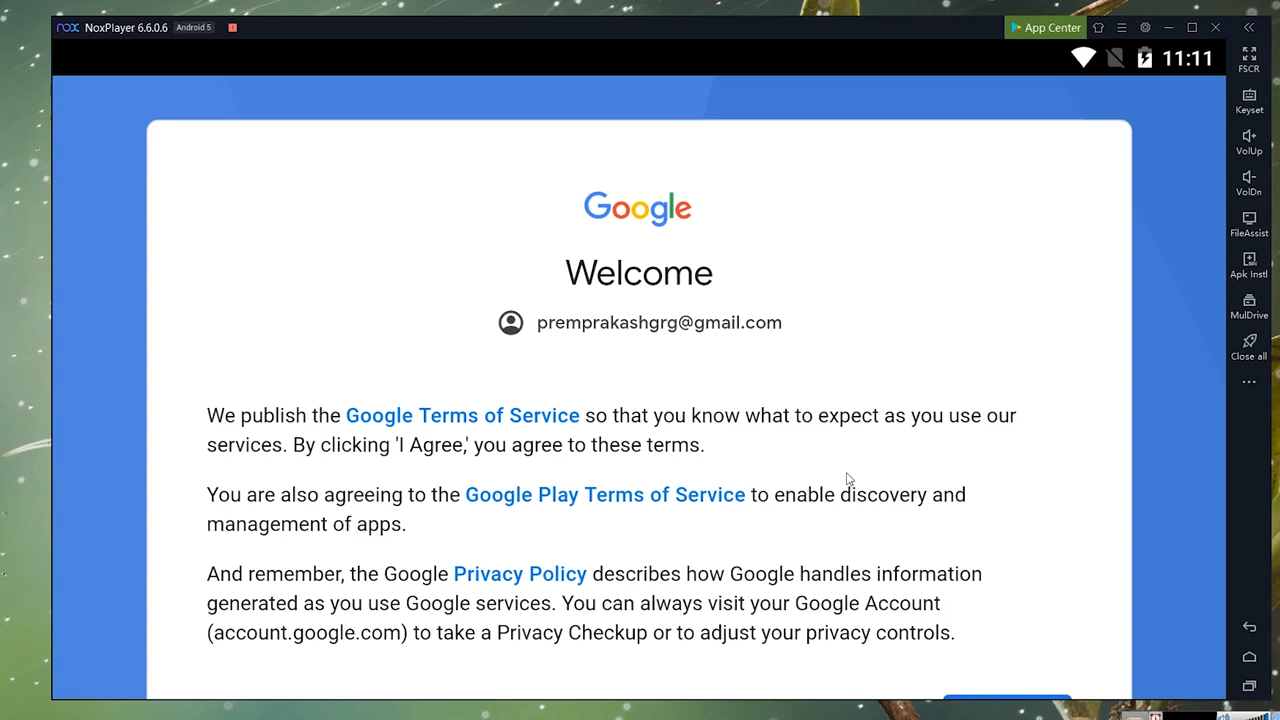 nox NoxPlayer 6.6.0.6 Android 5
App Center
11:11
FSCR
Keyset
VolUp
VolDn
FileAssist
Apk Instl
MulDrive
Close all
Google
Welcome
premprakashgrg@gmail.com
We publish the Google Terms of Service so that you know what to expect as you use our
services. By clicking 'I Agree,' you agree to these terms.
You are also agreeing to the Google Play Terms of Service to enable discovery and
management of apps.
And remember, the Google Privacy Policy describes how Google handles information
generated as you use Google services. You can always visit your Google Account
(account.google.com) to take a Privacy Checkup or to adjust your privacy controls.